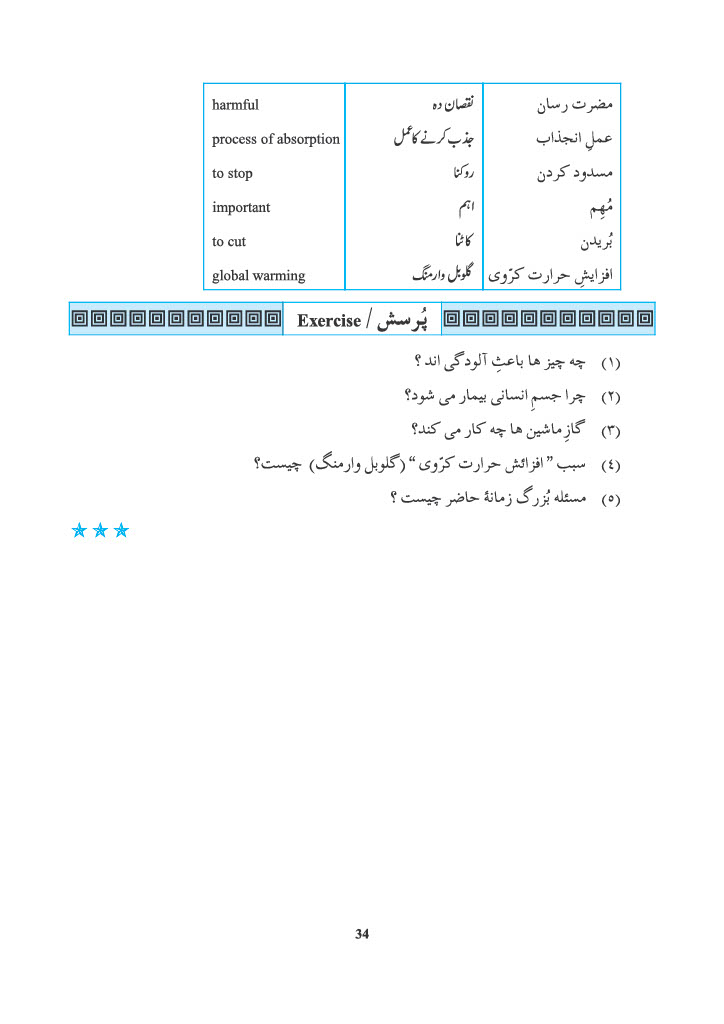 مضرت رسان نقصان دہ harmful
عملِ انجذاب جذب کرنے کا عمل process of absorption
مسدود کردن روکنا to stop
مُهِم اہم important
بُریدن کاٹنا to cut
افزایشِ حرارت کرّوی گلوبل وارمنگ global warming
پُرسش / Exercise
(۱) چه چیز ها باعثِ آلودگی اند ؟
(۲) چرا جسمِ انسانی بیمار می شود؟
(۳) گازِ ماشین ها چه کار می کند؟
(٤) سبب ”افزائش حرارت کرّوی“ (گلوبل وارمنگ) چیست؟
(٥) مسئله بُزرگ زمانۀ حاضر چیست ؟
34